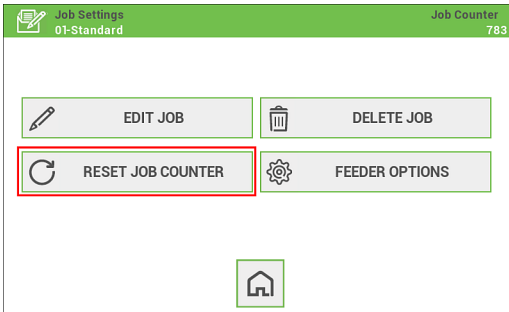 Job Settings
Job Counter
01-Standard
783
EDIT JOB
DELETE JOB
RESET JOB COUNTER
FEEDER OPTIONS